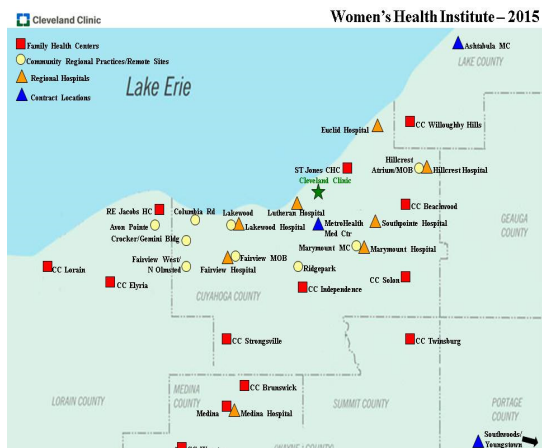 Cleveland Clinic
Women's Health Institute – 2015
Family Health Centers
Community Regional Practices/Remote Sites
Regional Hospitals
Contract Locations
Lake Erie
Ashtabula MC
LAKE COUNTY
Euclid Hospital
CC Willoughby Hills
ST Jones CHC
Cleveland Clinic
Hillcrest
Atrium/MOB
Hillcrest Hospital
RE Jacobs HC
Columbia Rd
Lakewood
Lutheran Hospital
CC Beachwood
Avon Pointe
Lakewood Hospital
MetroHealth
Med Ctr
Southpointe Hospital
GEAUGA
COUNTY
Crocker/Gemini Bldg
Marymount MC
Marymount Hospital
Fairview West/
N Olmsted
Fairview MOB
Fairview Hospital
Ridgepark
CC Lorain
CC Elyria
CC Solon
CUYAHOGA COUNTY
CC Independence
CC Strongsville
CC Twinsburg
LORAIN COUNTY
MEDINA
COUNTY
CC Brunswick
SUMMIT COUNTY
PORTAGE
COUNTY
Medina
Medina Hospital
Southwoods/
Youngstown